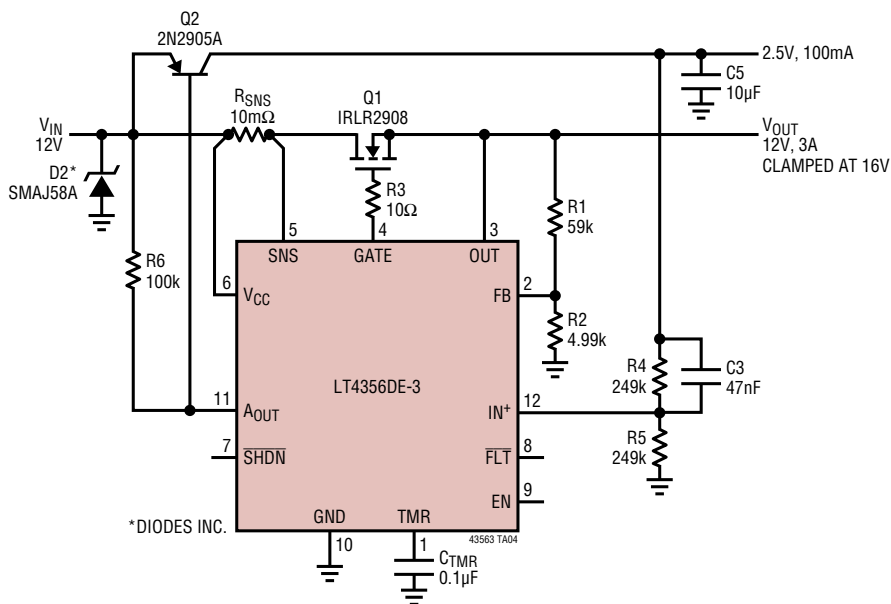 Q2
2N2905A
2.5V, 100mA
C5
10µF
RSNS
10mΩ
Q1
IRLR2908
VIN
12V
VOUT
12V, 3A
CLAMPED AT 16V
D2*
SMAJ58A
R3
10Ω
R1
59k
5
4
3
SNS
GATE
OUT
R6
100k
6
VCC
FB
2
R2
4.99k
LT4356DE-3
R4
249k
C3
47nF
11
AOUT
IN+
12
R5
249k
7
SHDN
FLT
8
EN
9
*DIODES INC.
GND
TMR
43563 TA04
10
1
CTMR
0.1µF